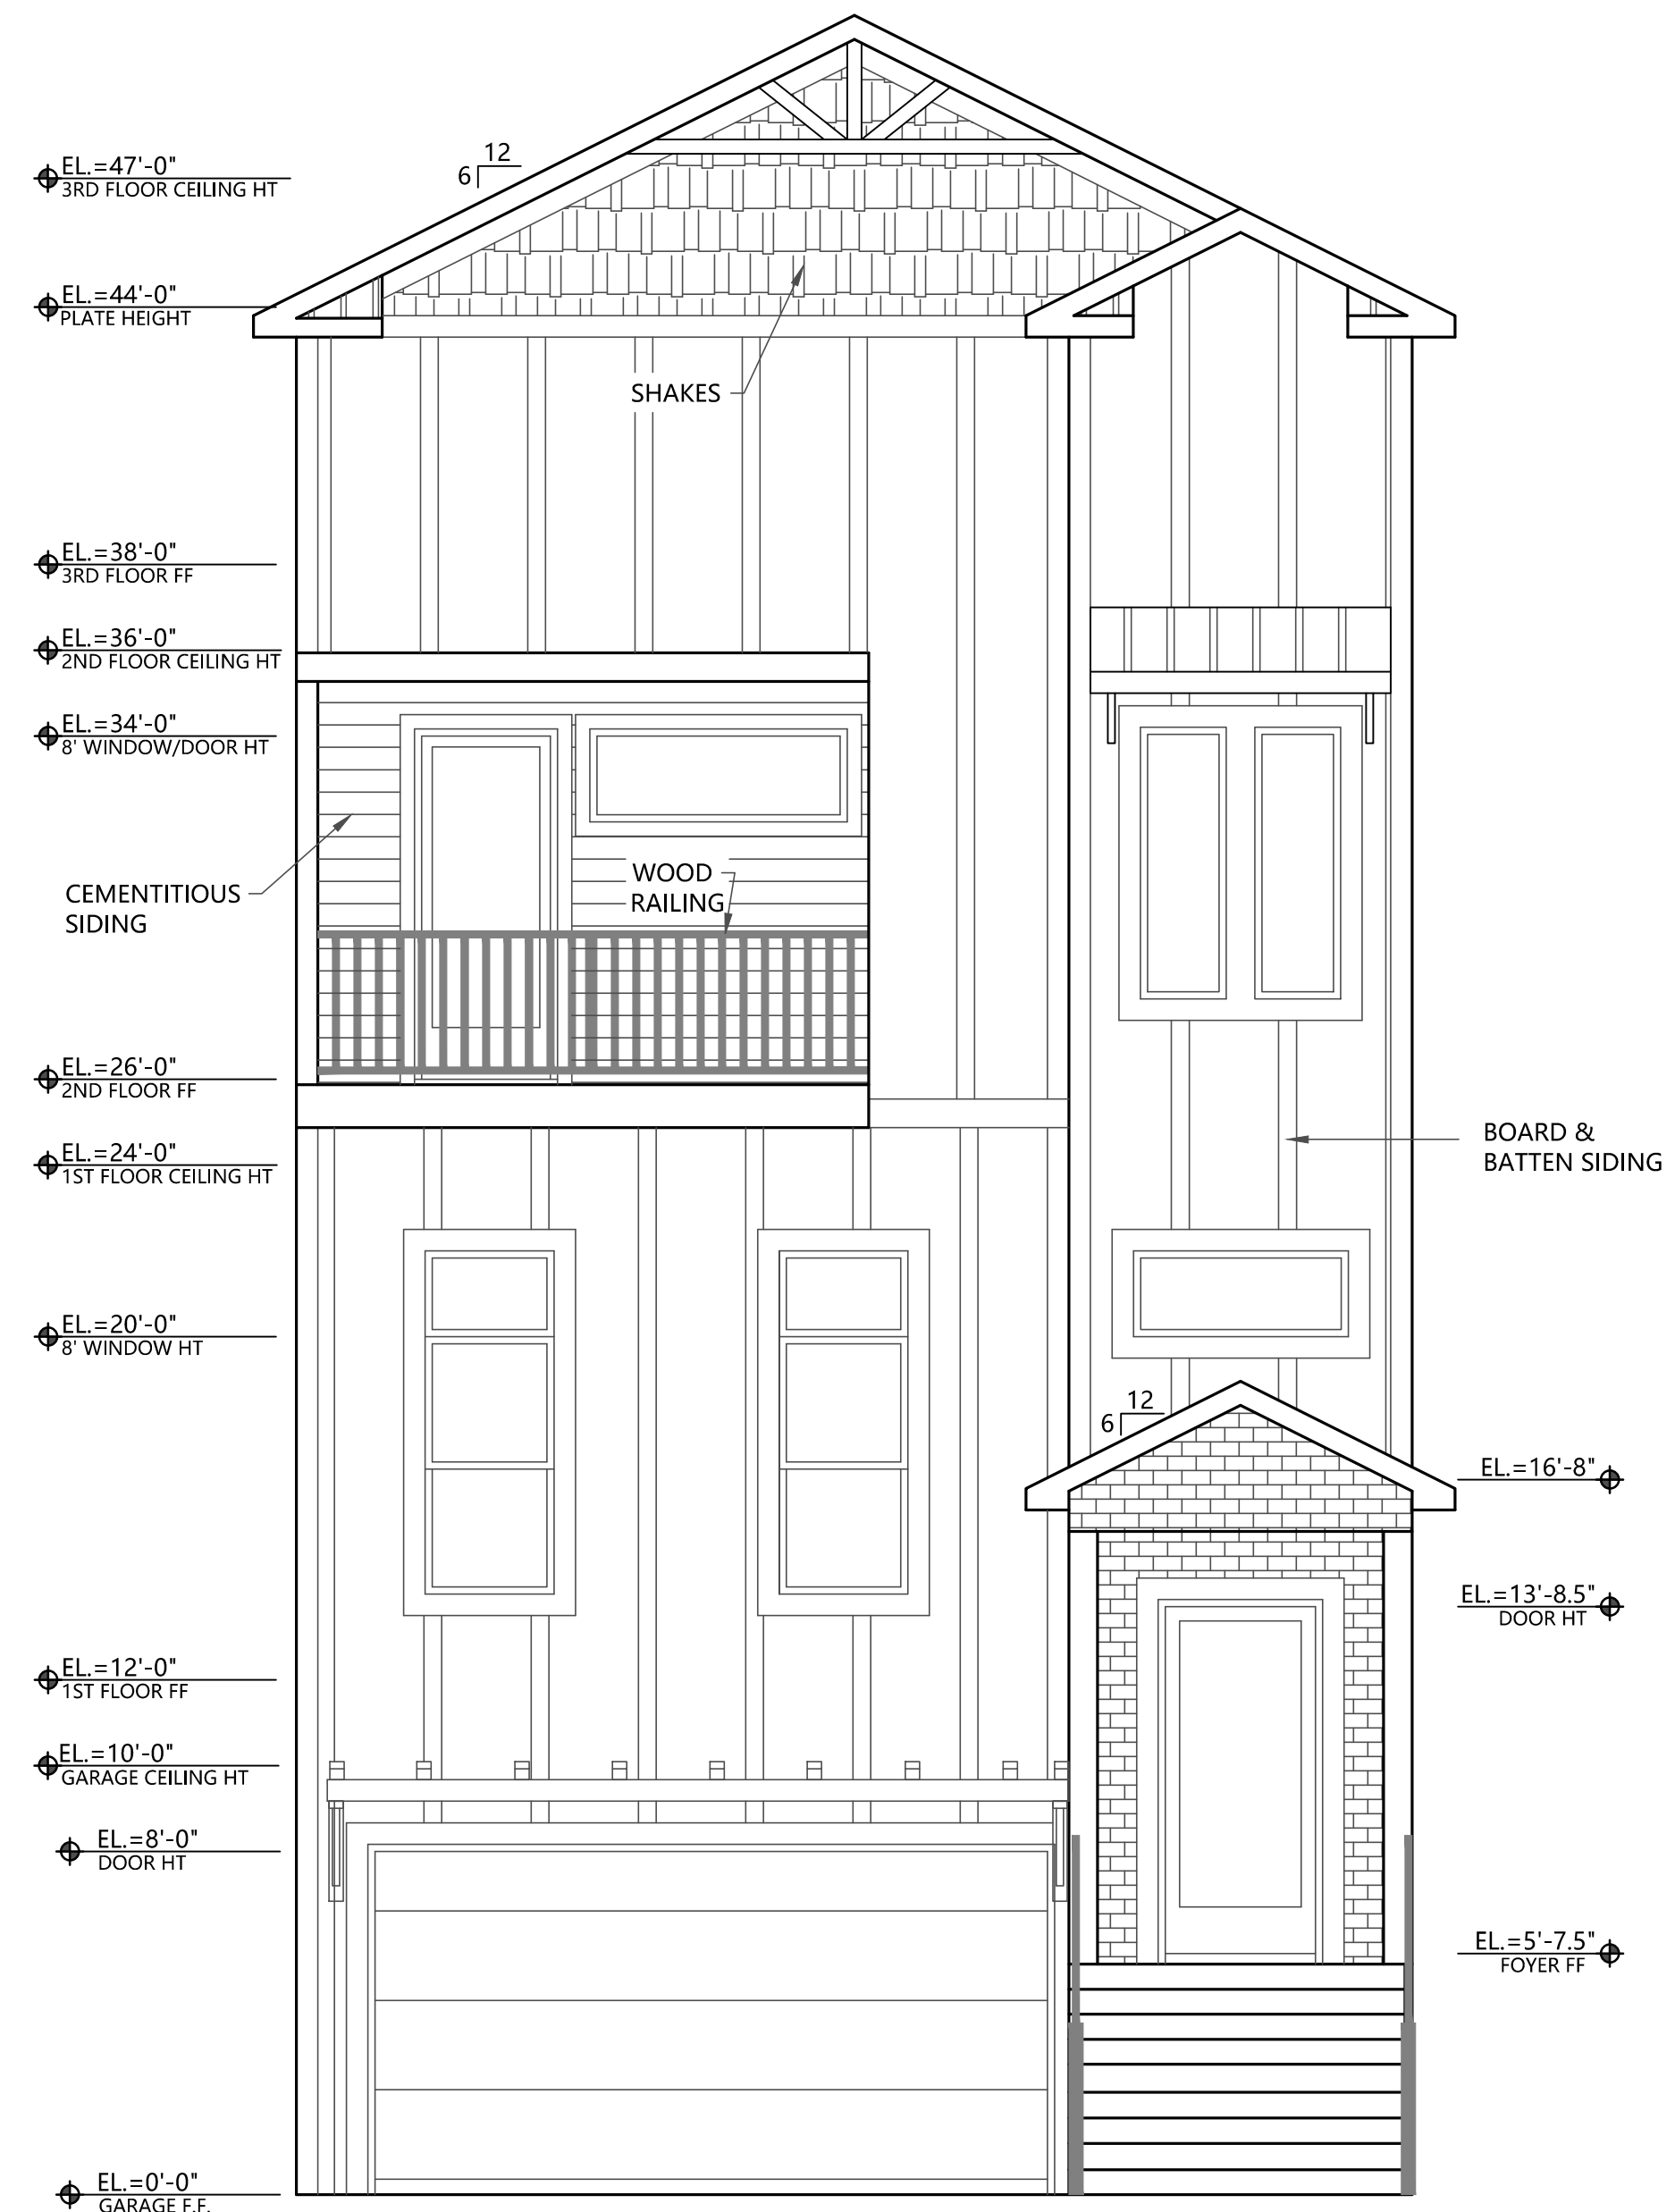 12
6
EL.=47'-0"
3RD FLOOR CEILING HT
EL.=44'-0"
PLATE HEIGHT
SHAKES
EL.=38'-0"
3RD FLOOR FF
EL.=36'-0"
2ND FLOOR CEILING HT
EL.=34'-0"
8' WINDOW/DOOR HT
CEMENTITIOUS
SIDING
WOOD
RAILING
EL.=26'-0"
2ND FLOOR FF
EL.=24'-0"
1ST FLOOR CEILING HT
BOARD &
BATTEN SIDING
EL.=20'-0"
8' WINDOW HT
12
6
EL.=16'-8"
EL.=13'-8.5"
DOOR HT
EL.=12'-0"
1ST FLOOR FF
EL.=10'-0"
GARAGE CEILING HT
EL.=8'-0"
DOOR HT
EL.=5'-7.5"
FOYER FF
EL.=0'-0"
GARAGE F.F.